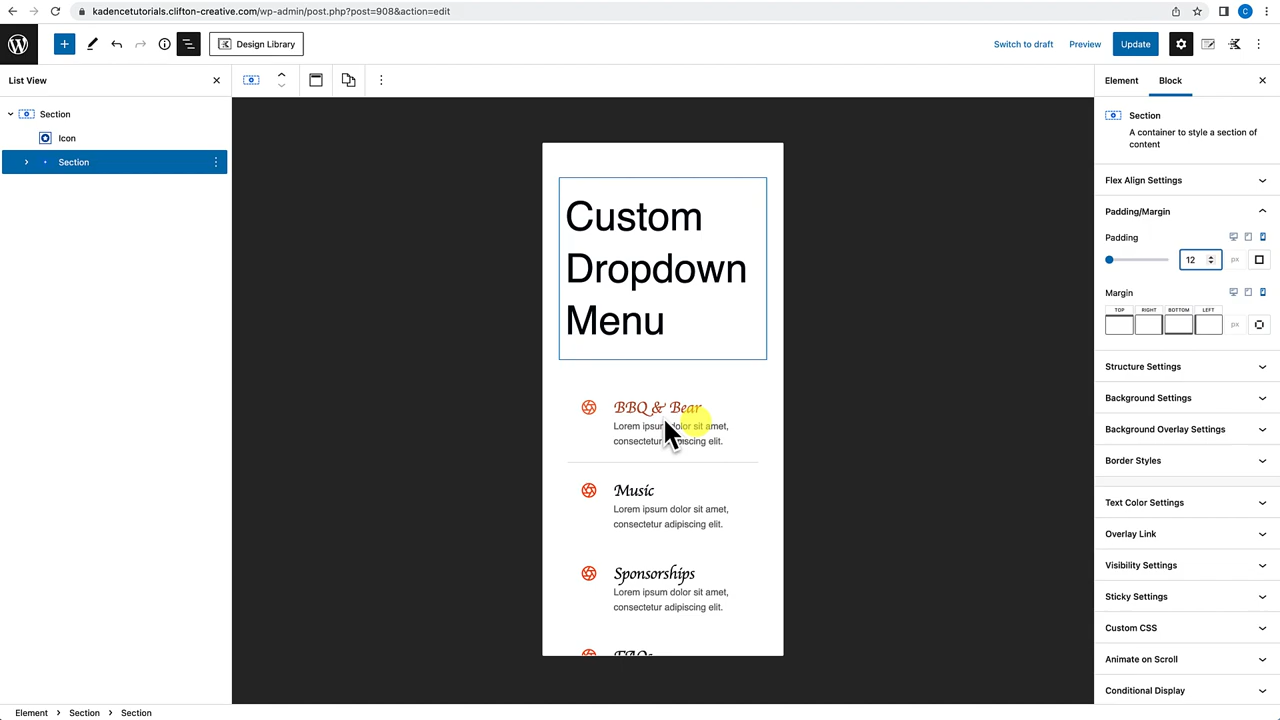 kadencetutorials.clifton-creative.com/wp-admin/post.php?post=908&action=edit
C
Design Library
Switch to draft
Preview
Update
List View
Section
Icon
Section
Custom
Dropdown
Menu
BBQ & Bear
Lorem ipsum dolor sit amet,
consectetur adipiscing elit.
Music
Lorem ipsum dolor sit amet,
consectetur adipiscing elit.
Sponsorships
Lorem ipsum dolor sit amet,
consectetur adipiscing elit.
FAQs
Element
Block
Section
A container to style a section of
content
Flex Align Settings
Padding/Margin
Padding
12
px
Margin
TOP
RIGHT
BOTTOM
LEFT
px
Structure Settings
Background Settings
Background Overlay Settings
Border Styles
Text Color Settings
Overlay Link
Visibility Settings
Sticky Settings
Custom CSS
Animate on Scroll
Conditional Display
Element > Section > Section